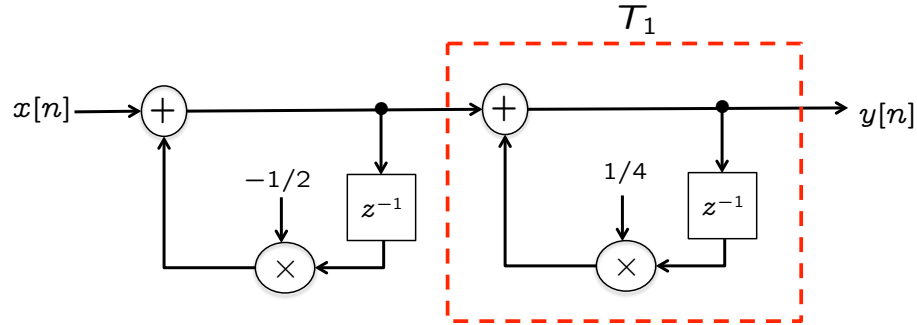 T₁
x[n] + + y[n]
−1/2 z⁻¹ 1/4 z⁻¹
× ×